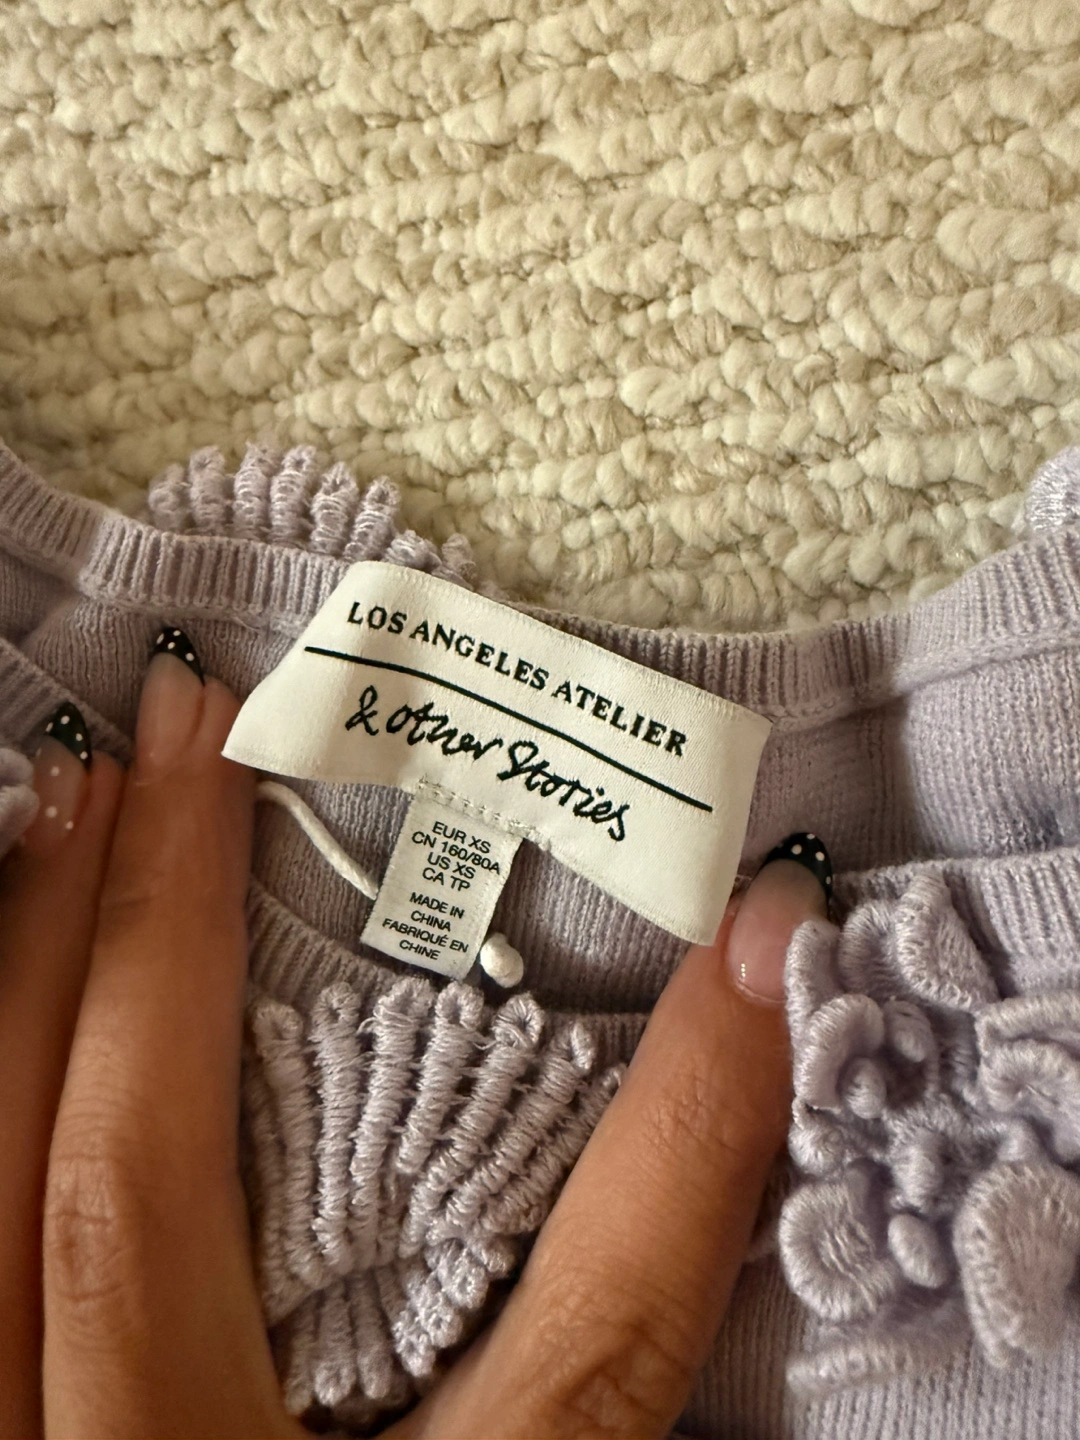 LOS ANGELES ATELIER
& other Stories
EUR XS
CN 160/80A
US XS
CA TP
MADE IN
CHINA
FABRIQUÉ EN
CHINE